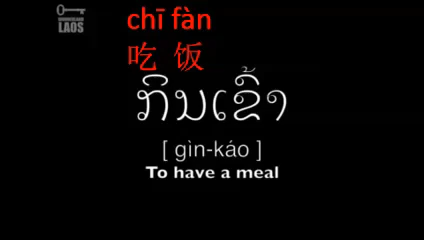 chī fàn
吃 饭
LAOS
ກິນເຂົ້າ
[ gìn-káo ]
To have a meal